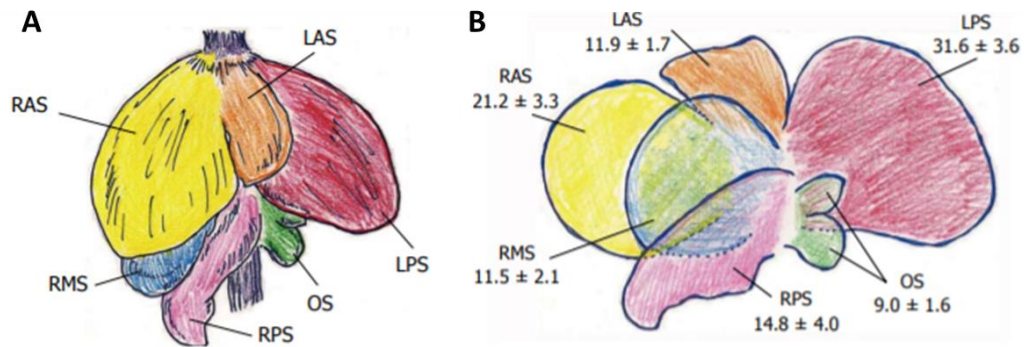 A
LAS
RAS
RMS
LPS
OS
RPS
B
LAS
11.9 ± 1.7
LPS
31.6 ± 3.6
RAS
21.2 ± 3.3
RMS
11.5 ± 2.1
OS
9.0 ± 1.6
RPS
14.8 ± 4.0